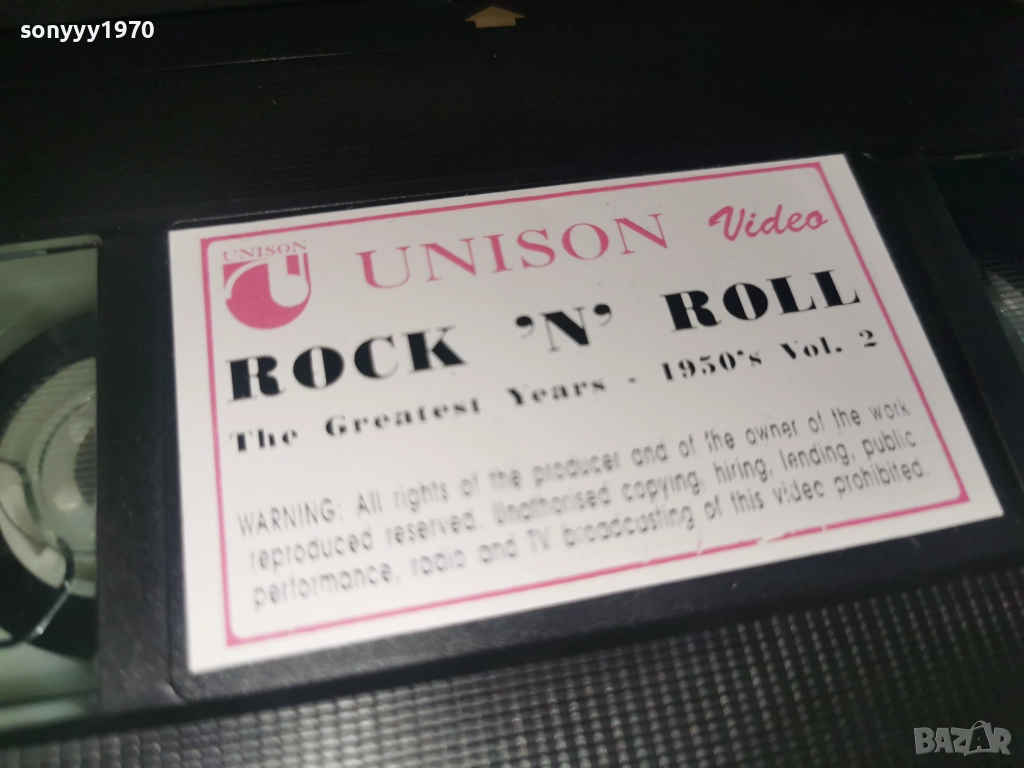 sonyyy1970
UNISON
UNISON Video
ROCK 'N' ROLL
The Greatest Years - 1950's Vol. 2
WARNING: All rights of the producer and of the owner of the work
reproduced reserved. Unauthorised copying, hiring, lending, public
performance, radio and TV broadcasting of this video prohibited.
BAZAR